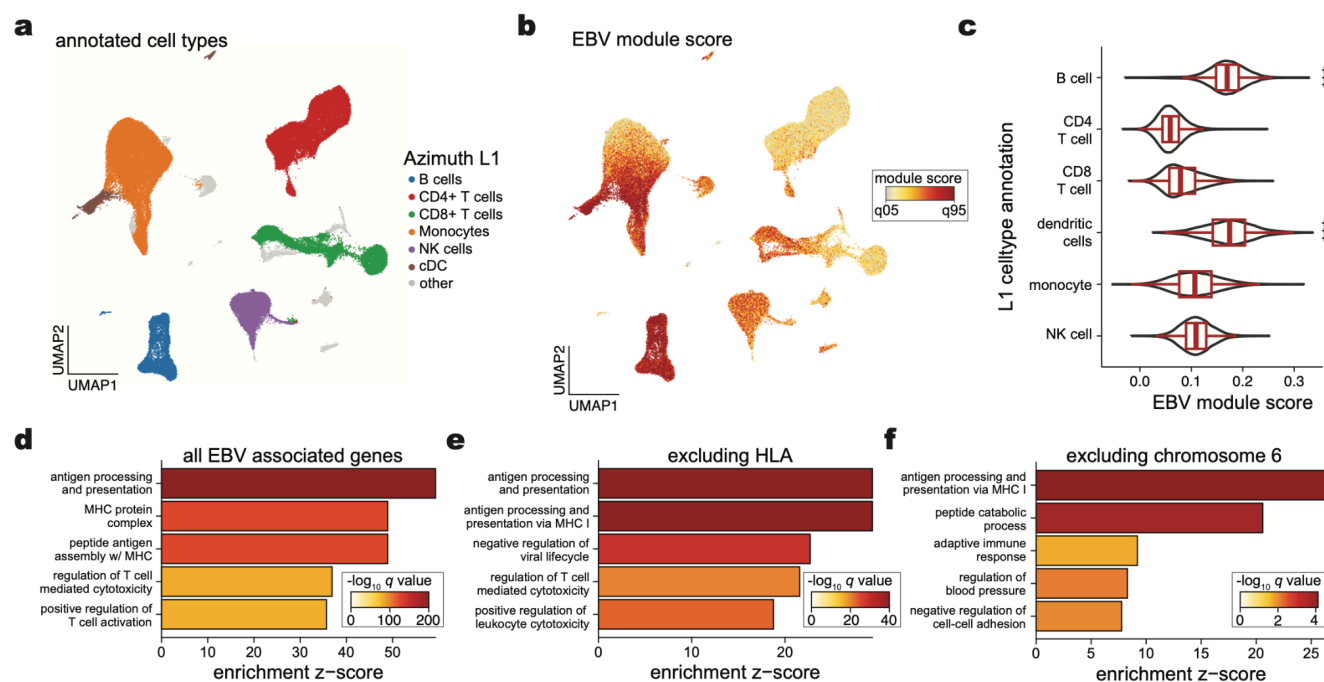 a
annotated cell types
Azimuth L1
B cells
CD4+ T cells
CD8+ T cells
Monocytes
NK cells
cDC
other
UMAP2
UMAP1
b
EBV module score
module score
q05 q95
UMAP2
UMAP1
c
L1 celltype annotation
B cell
CD4
T cell
CD8
T cell
dendritic
cells
monocyte
NK cell
0.0 0.1 0.2 0.3
EBV module score
d
all EBV associated genes
antigen processing
and presentation
MHC protein
complex
peptide antigen
assembly w/ MHC
regulation of T cell
mediated cytotoxicity
positive regulation of
T cell activation
-log10 q value
0 100 200
0 10 20 30 40 50
enrichment z-score
e
excluding HLA
antigen processing
and presentation
antigen processing and
presentation via MHC I
negative regulation of
viral lifecycle
regulation of T cell
mediated cytotoxicity
positive regulation of
leukocyte cytotoxicity
-log10 q value
0 20 40
0 20
enrichment z-score
f
excluding chromosome 6
antigen processing and
presentation via MHC I
peptide catabolic
process
adaptive immune
response
regulation of
blood pressure
negative regulation of
cell-cell adhesion
-log10 q value
0 2 4
0 5 10 15 20 25
enrichment z-score